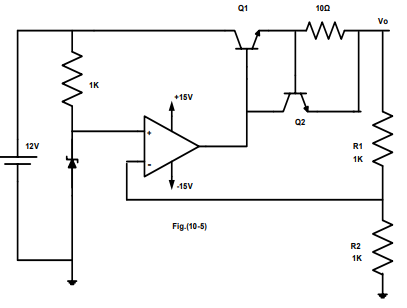 Q1
10Ω
Vo
1K
+15V
Q2
12V
+
-
R1
1K
-15V
Fig.(10-5)
R2
1K